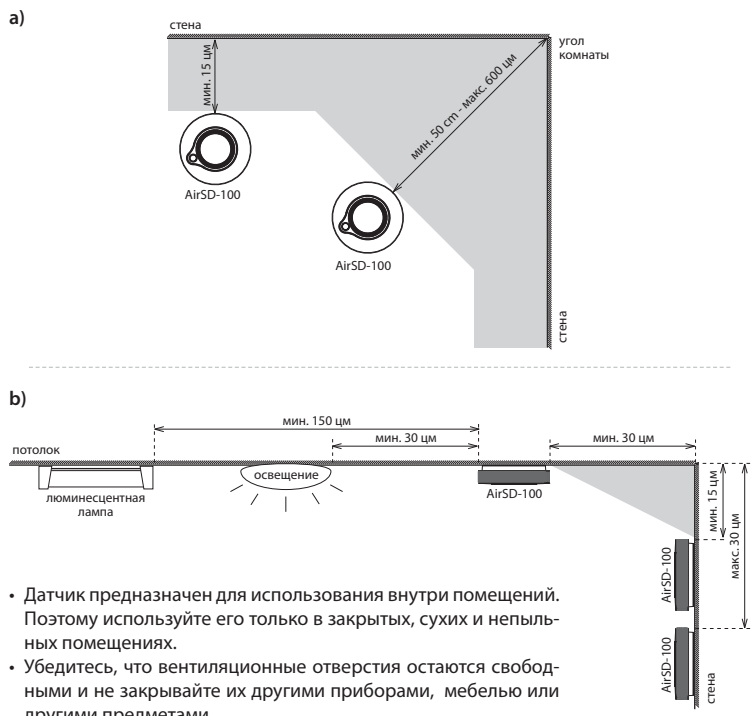 a)
стена
угол
комнаты
мин. 15 цм
мин. 50 cm - макс. 600 цм
AirSD-100
AirSD-100
стена
b)
мин. 150 цм
мин. 30 цм
мин. 30 цм
потолок
освещение
люминесцентная
лампа
AirSD-100
мин. 15 цм
макс. 30 цм
AirSD-100
AirSD-100
стена
• Датчик предназначен для использования внутри помещений.
Поэтому используйте его только в закрытых, сухих и непыль-
ных помещениях.
• Убедитесь, что вентиляционные отверстия остаются свобод-
ными и не закрывайте их другими приборами, мебелью или
другими предметами